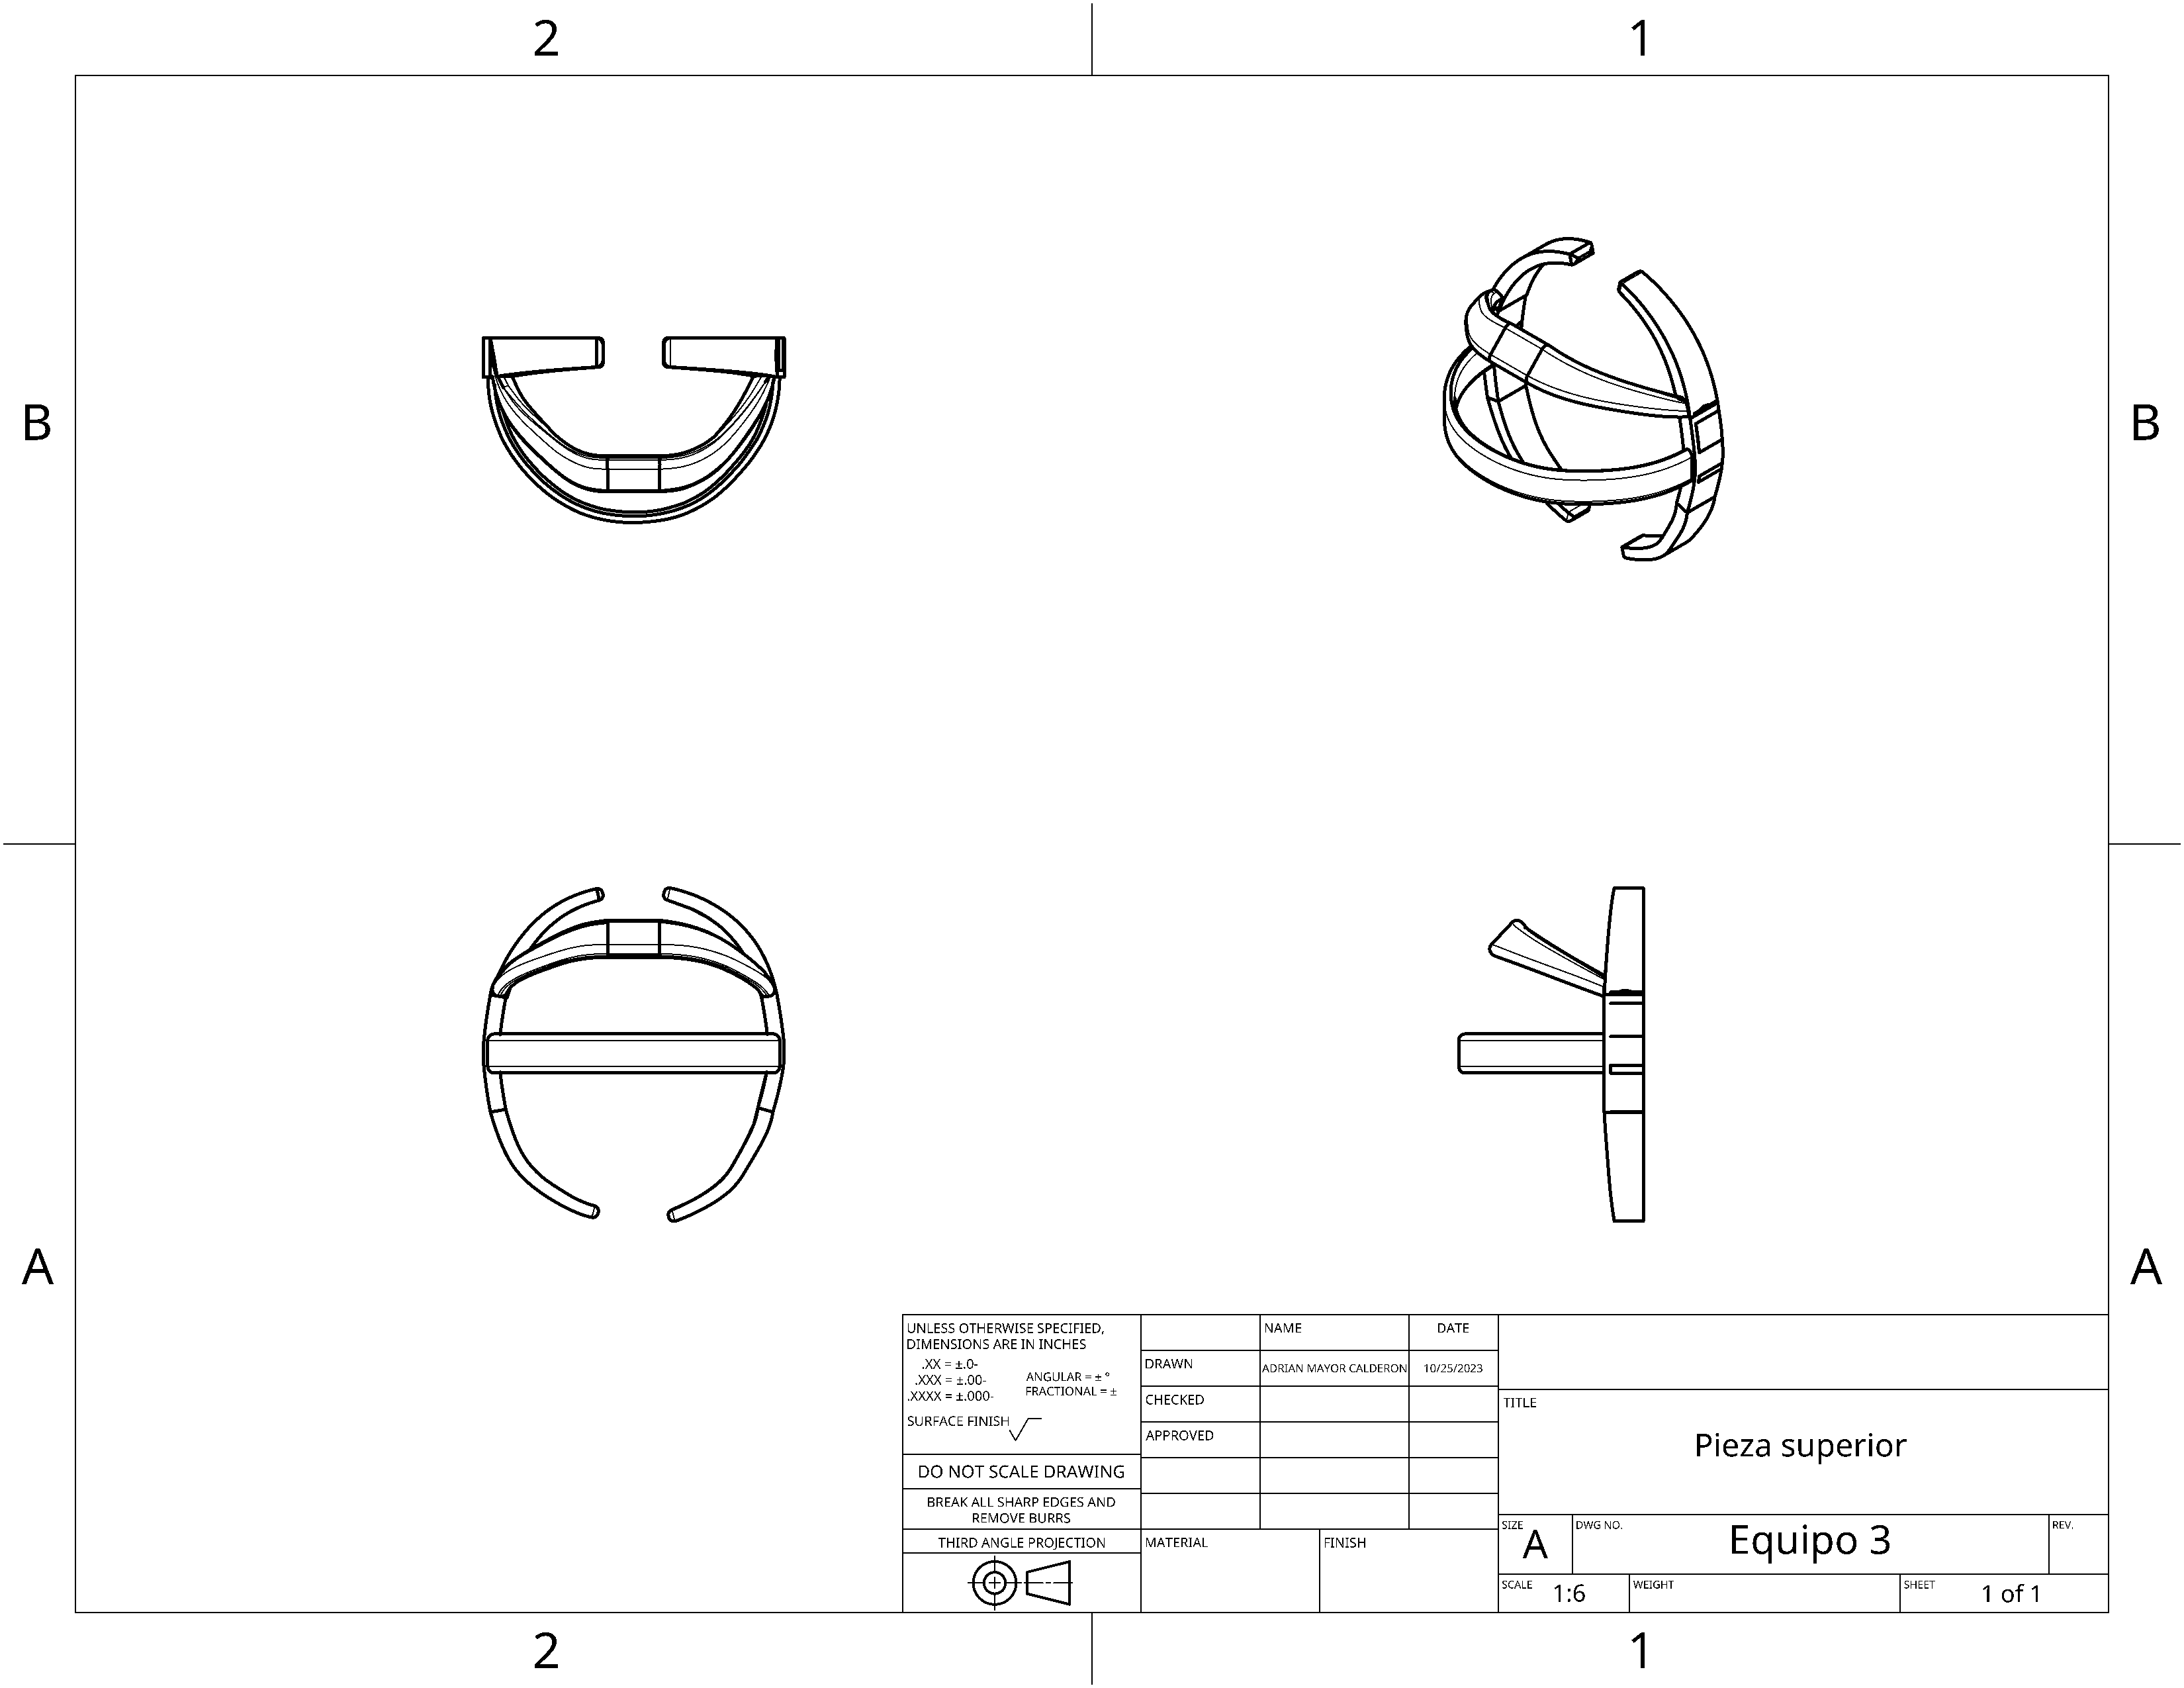 2
1
B
B
A
A
UNLESS OTHERWISE SPECIFIED,
DIMENSIONS ARE IN INCHES
.XX = ±.0-
.XXX = ±.00-
.XXXX = ±.000-
ANGULAR = ± °
FRACTIONAL = ±
SURFACE FINISH
DO NOT SCALE DRAWING
BREAK ALL SHARP EDGES AND
REMOVE BURRS
THIRD ANGLE PROJECTION
NAME
DATE
DRAWN
ADRIAN MAYOR CALDERON
10/25/2023
CHECKED
APPROVED
MATERIAL
FINISH
TITLE
Pieza superior
SIZE
A
DWG NO.
Equipo 3
REV.
SCALE
1:6
WEIGHT
SHEET
1 of 1
2
1